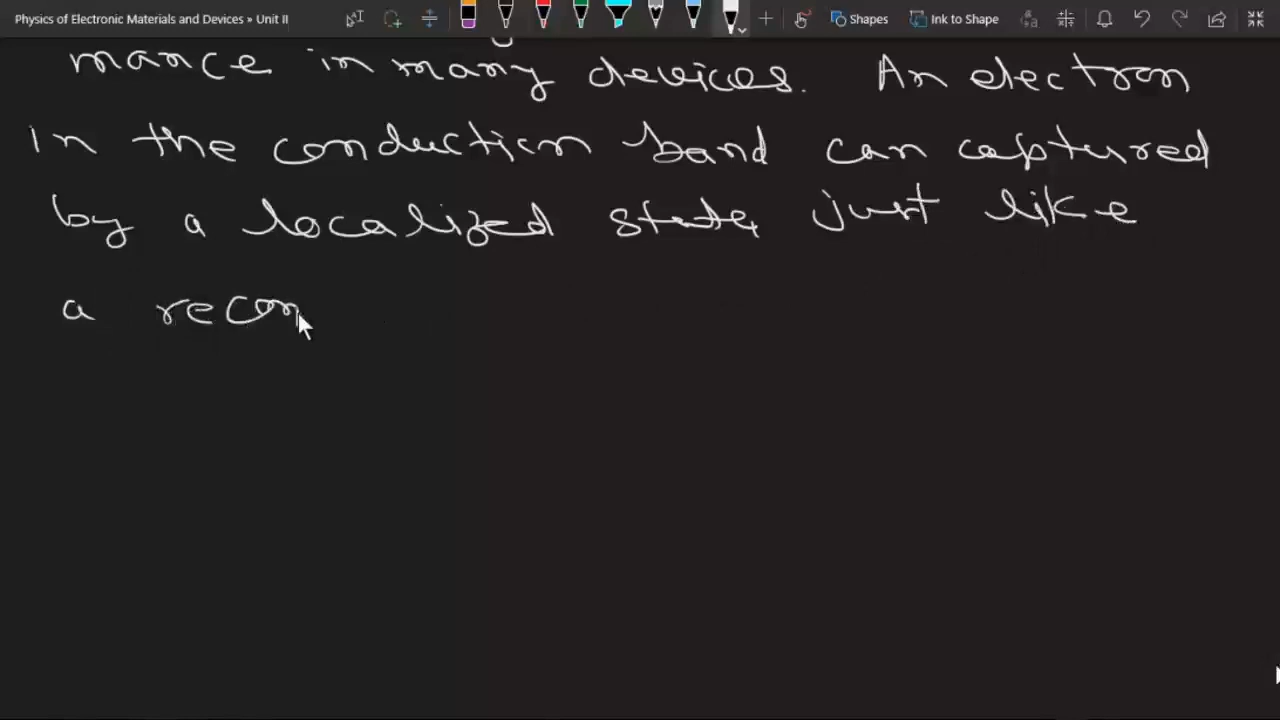 Physics of Electronic Materials and Devices » Unit II
Shapes
Ink to Shape
mance in many devices. An electron
in the conduction band can captured
by a localized state, just like
a recom